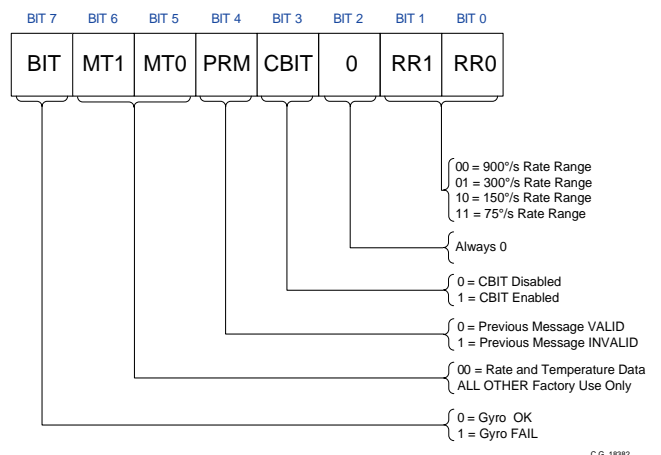 BIT 7 BIT 6 BIT 5 BIT 4 BIT 3 BIT 2 BIT 1 BIT 0
BIT MT1 MT0 PRM CBIT 0 RR1 RR0
00 = 900°/s Rate Range
01 = 300°/s Rate Range
10 = 150°/s Rate Range
11 = 75°/s Rate Range
Always 0
0 = CBIT Disabled
1 = CBIT Enabled
0 = Previous Message VALID
1 = Previous Message INVALID
00 = Rate and Temperature Data
ALL OTHER Factory Use Only
0 = Gyro OK
1 = Gyro FAIL
C.G. 18382